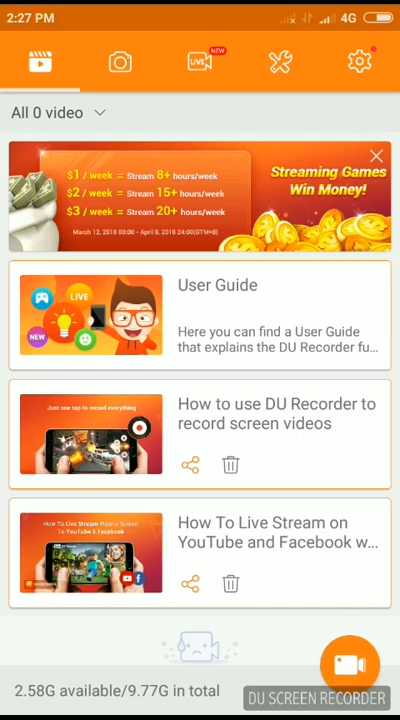 2:27 PM
4G
LIVE
NEW
All 0 video
$1 / week = Stream 8+ hours/week
$2 / week = Stream 15+ hours/week
$3 / week = Stream 20+ hours/week
March 12, 2018 00:00 - April 8, 2018 24:00(GTM+8)
Streaming Games
Win Money!
LIVE
NEW
User Guide
Here you can find a User Guide
that explains the DU Recorder fu...
Just one tap to record everything
How to use DU Recorder to
record screen videos
How To Live Stream Mobile Screen
To YouTube & Facebook
How To Live Stream on
YouTube and Facebook w...
2.58G available/9.77G in total
DU SCREEN RECORDER